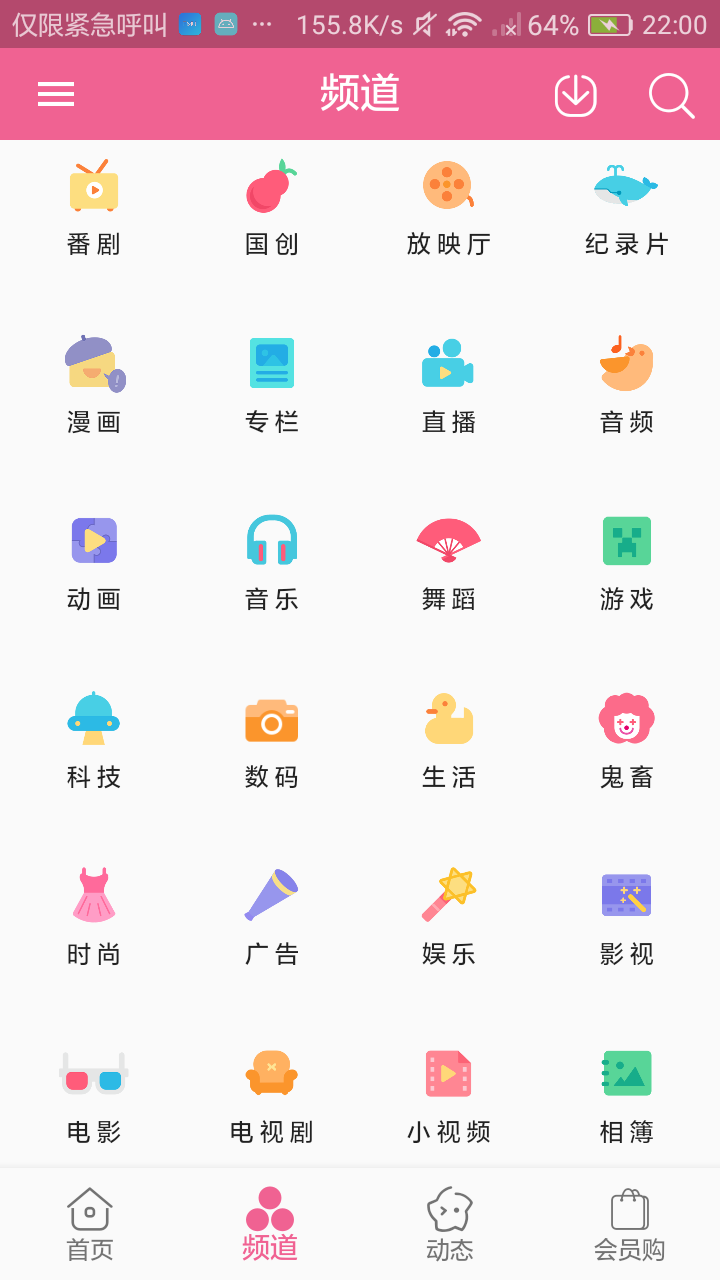 仅限紧急呼叫 ... 155.8K/s 64% 22:00
频道
番剧 国创 放映厅 纪录片
漫画 专栏 直播 音频
动画 音乐 舞蹈 游戏
科技 数码 生活 鬼畜
时尚 广告 娱乐 影视
电影 电视剧 小视频 相簿
首页 频道 动态 会员购